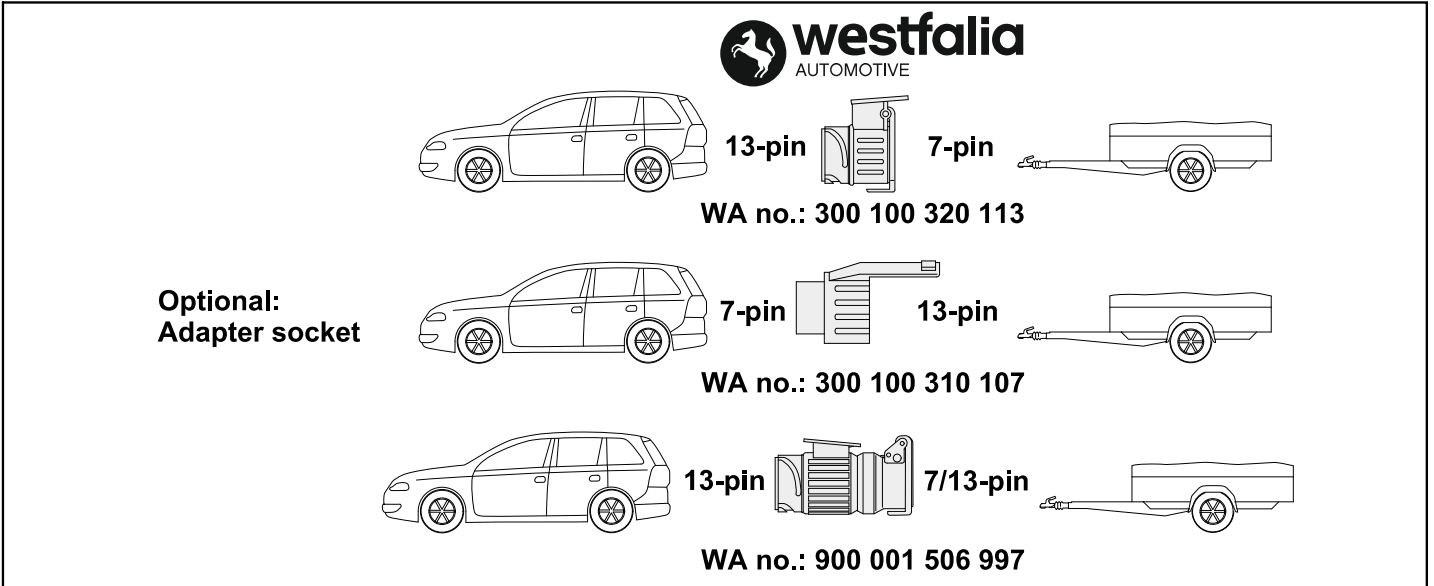 westfalia
AUTOMOTIVE
13-pin 7-pin
WA no.: 300 100 320 113
Optional:
Adapter socket
7-pin 13-pin
WA no.: 300 100 310 107
13-pin 7/13-pin
WA no.: 900 001 506 997